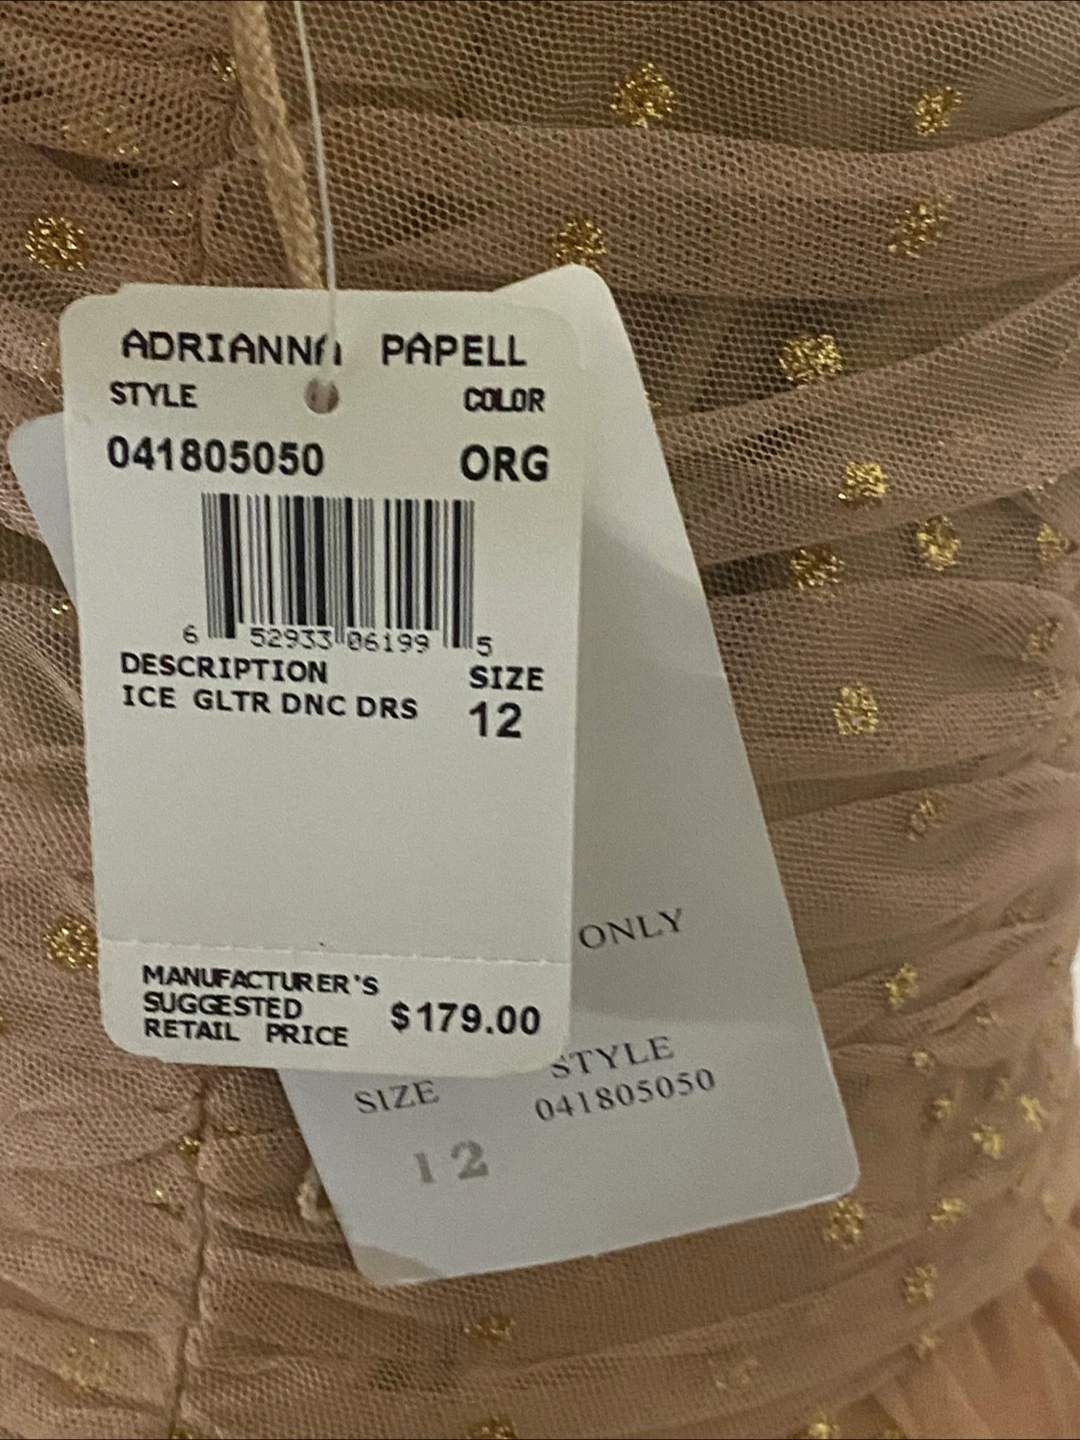 ADRIANNA PAPELL
STYLE COLOR
041805050 ORG
6 52933 06199 5
DESCRIPTION SIZE
ICE GLTR DNC DRS 12
MANUFACTURER'S
SUGGESTED
RETAIL PRICE $179.00
ONLY
SIZE STYLE
041805050
12